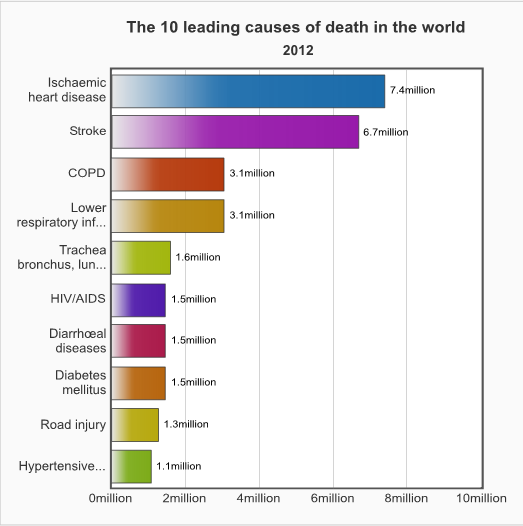 The 10 leading causes of death in the world
2012
Ischaemic
heart disease
7.4million
Stroke
6.7million
COPD
3.1million
Lower
respiratory inf...
3.1million
Trachea
bronchus, lun...
1.6million
HIV/AIDS
1.5million
Diarrhœal
diseases
1.5million
Diabetes
mellitus
1.5million
Road injury
1.3million
Hypertensive...
1.1million
0million 2million 4million 6million 8million 10million